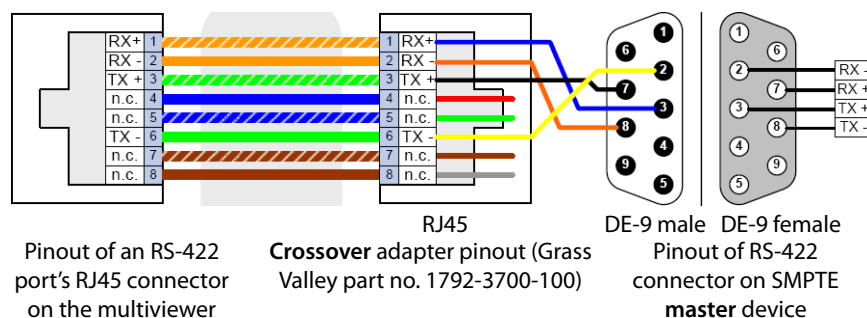 RX+ 1
RX - 2
TX + 3
n.c. 4
n.c. 5
TX - 6
n.c. 7
n.c. 8
1 RX+
2 RX -
3 TX +
4 n.c.
5 n.c.
6 TX -
7 n.c.
8 n.c.
1
6
2
7
3
8
4
9
5
1
6
2
7
3
8
4
9
5
RX -
RX +
TX +
TX -
Pinout of an RS-422
port’s RJ45 connector
on the multiviewer
RJ45
Crossover adapter pinout (Grass
Valley part no. 1792-3700-100)
DE-9 male DE-9 female
Pinout of RS-422
connector on SMPTE
master device